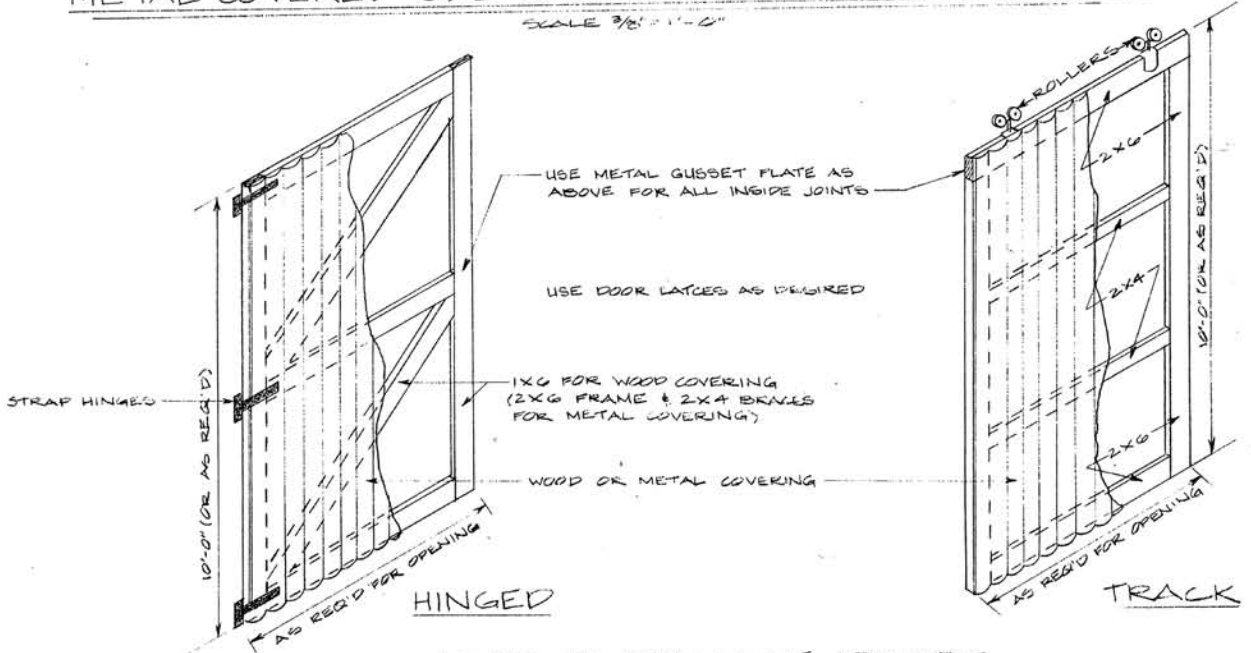 METAL COVERED
SCALE 3/8" = 1'-0"
ROLLERS
2X6
USE METAL GUSSET PLATE AS
ABOVE FOR ALL INSIDE JOINTS
10'-0" (OR AS REQ'D)
USE DOOR LATCES AS DESIRED
2X4
10'-0" (OR AS REQ'D)
STRAP HINGES
1X6 FOR WOOD COVERING
(2X6 FRAME & 2X4 BRACES
FOR METAL COVERING)
2X6
WOOD OR METAL COVERING
AS REQ'D FOR OPENING
HINGED
AS REQ'D FOR OPENING
TRACK